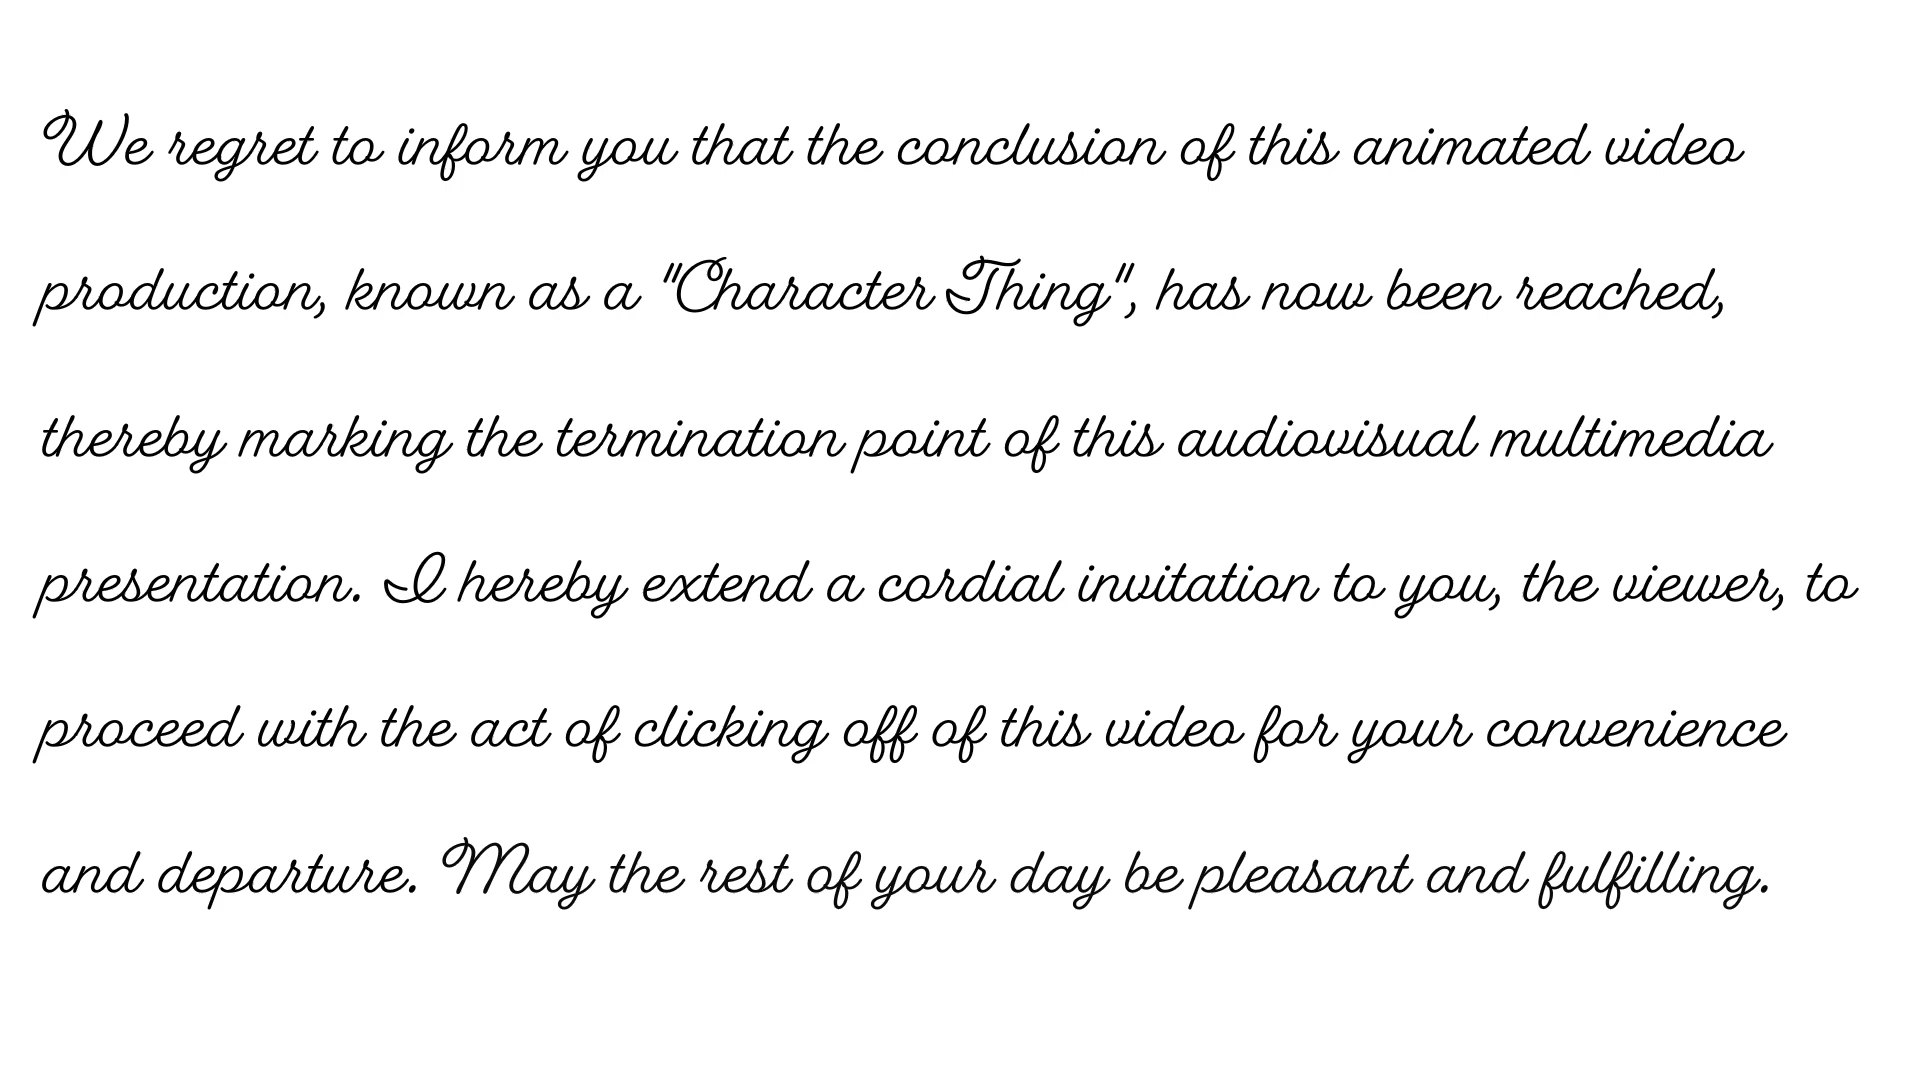 We regret to inform you that the conclusion of this animated video
production, known as a "Character Thing", has now been reached,
thereby marking the termination point of this audiovisual multimedia
presentation. I hereby extend a cordial invitation to you, the viewer, to
proceed with the act of clicking off of this video for your convenience
and departure. May the rest of your day be pleasant and fulfilling.